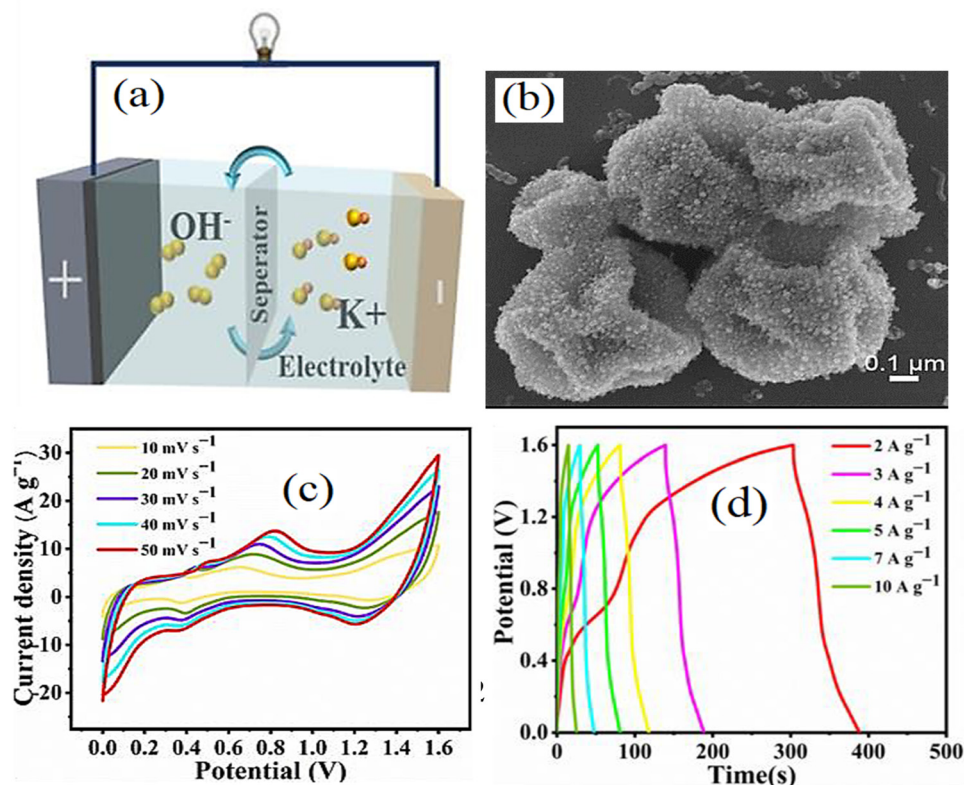 (a)
OH-
Seperator
K+
Electrolyte
+
-
(b)
0.1 µm
(c)
10 mV s⁻¹
20 mV s⁻¹
30 mV s⁻¹
40 mV s⁻¹
50 mV s⁻¹
Current density (A g⁻¹)
30
20
10
0
-10
-20
0.0 0.2 0.4 0.6 0.8 1.0 1.2 1.4 1.6
Potential (V)
(d)
2 A g⁻¹
3 A g⁻¹
4 A g⁻¹
5 A g⁻¹
7 A g⁻¹
10 A g⁻¹
Potential (V)
1.6
1.2
0.8
0.4
0.0
0 100 200 300 400 500
Time(s)